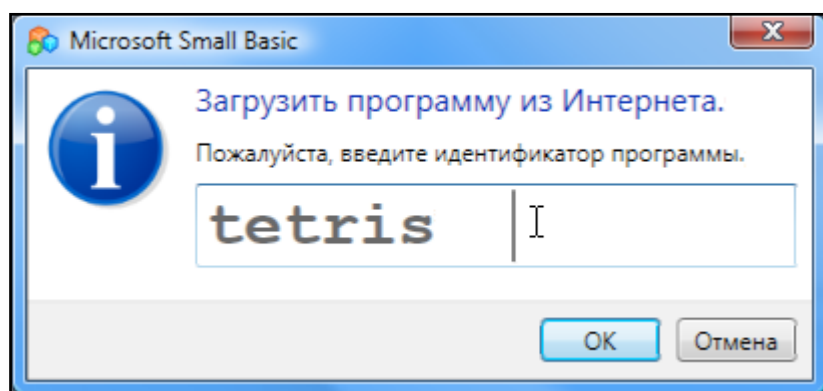 Microsoft Small Basic
Загрузить программу из Интернета.
Пожалуйста, введите идентификатор программы.
tetris
OK
Отмена